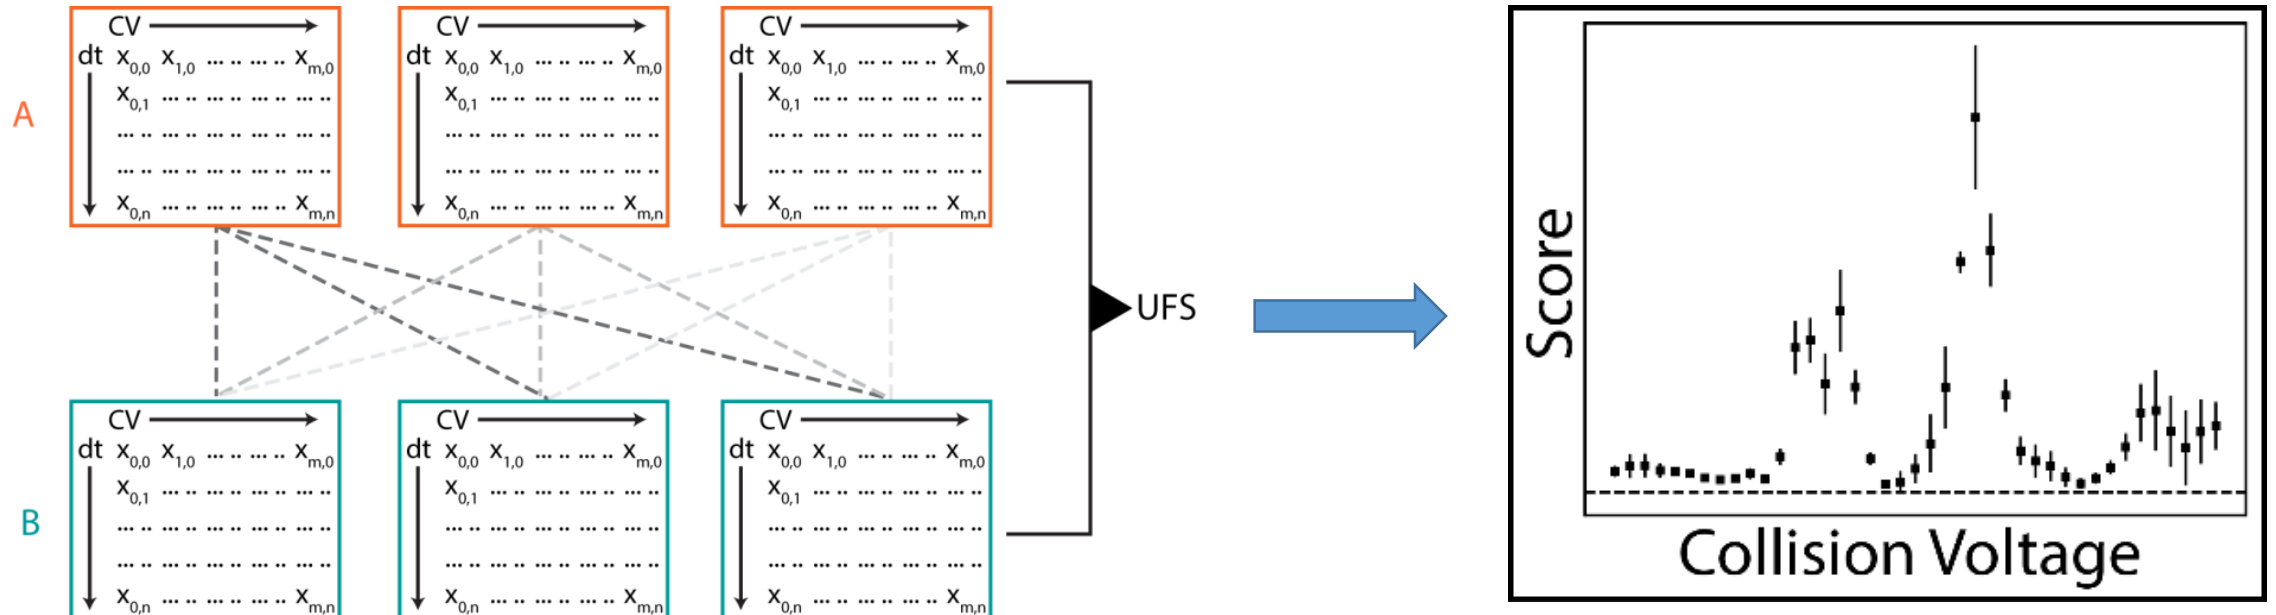 A
CV
dt x0,0 x1,0 ... .. ... .. xm,0
x0,1 ... .. ... .. ... .. ... ..
... .. ... .. ... .. ... .. ... ..
... .. ... .. ... .. ... .. ... ..
x0,n ... .. ... .. ... .. xm,n
CV
dt x0,0 x1,0 ... .. ... .. xm,0
x0,1 ... .. ... .. ... .. ... ..
... .. ... .. ... .. ... .. ... ..
... .. ... .. ... .. ... .. ... ..
x0,n ... .. ... .. ... .. xm,n
CV
dt x0,0 x1,0 ... .. ... .. xm,0
x0,1 ... .. ... .. ... .. ... ..
... .. ... .. ... .. ... .. ... ..
... .. ... .. ... .. ... .. ... ..
x0,n ... .. ... .. ... .. xm,n
B
CV
dt x0,0 x1,0 ... .. ... .. xm,0
x0,1 ... .. ... .. ... .. ... ..
... .. ... .. ... .. ... .. ... ..
... .. ... .. ... .. ... .. ... ..
x0,n ... .. ... .. ... .. xm,n
CV
dt x0,0 x1,0 ... .. ... .. xm,0
x0,1 ... .. ... .. ... .. ... ..
... .. ... .. ... .. ... .. ... ..
... .. ... .. ... .. ... .. ... ..
x0,n ... .. ... .. ... .. xm,n
CV
dt x0,0 x1,0 ... .. ... .. xm,0
x0,1 ... .. ... .. ... .. ... ..
... .. ... .. ... .. ... .. ... ..
... .. ... .. ... .. ... .. ... ..
x0,n ... .. ... .. ... .. xm,n
UFS
Score
Collision Voltage